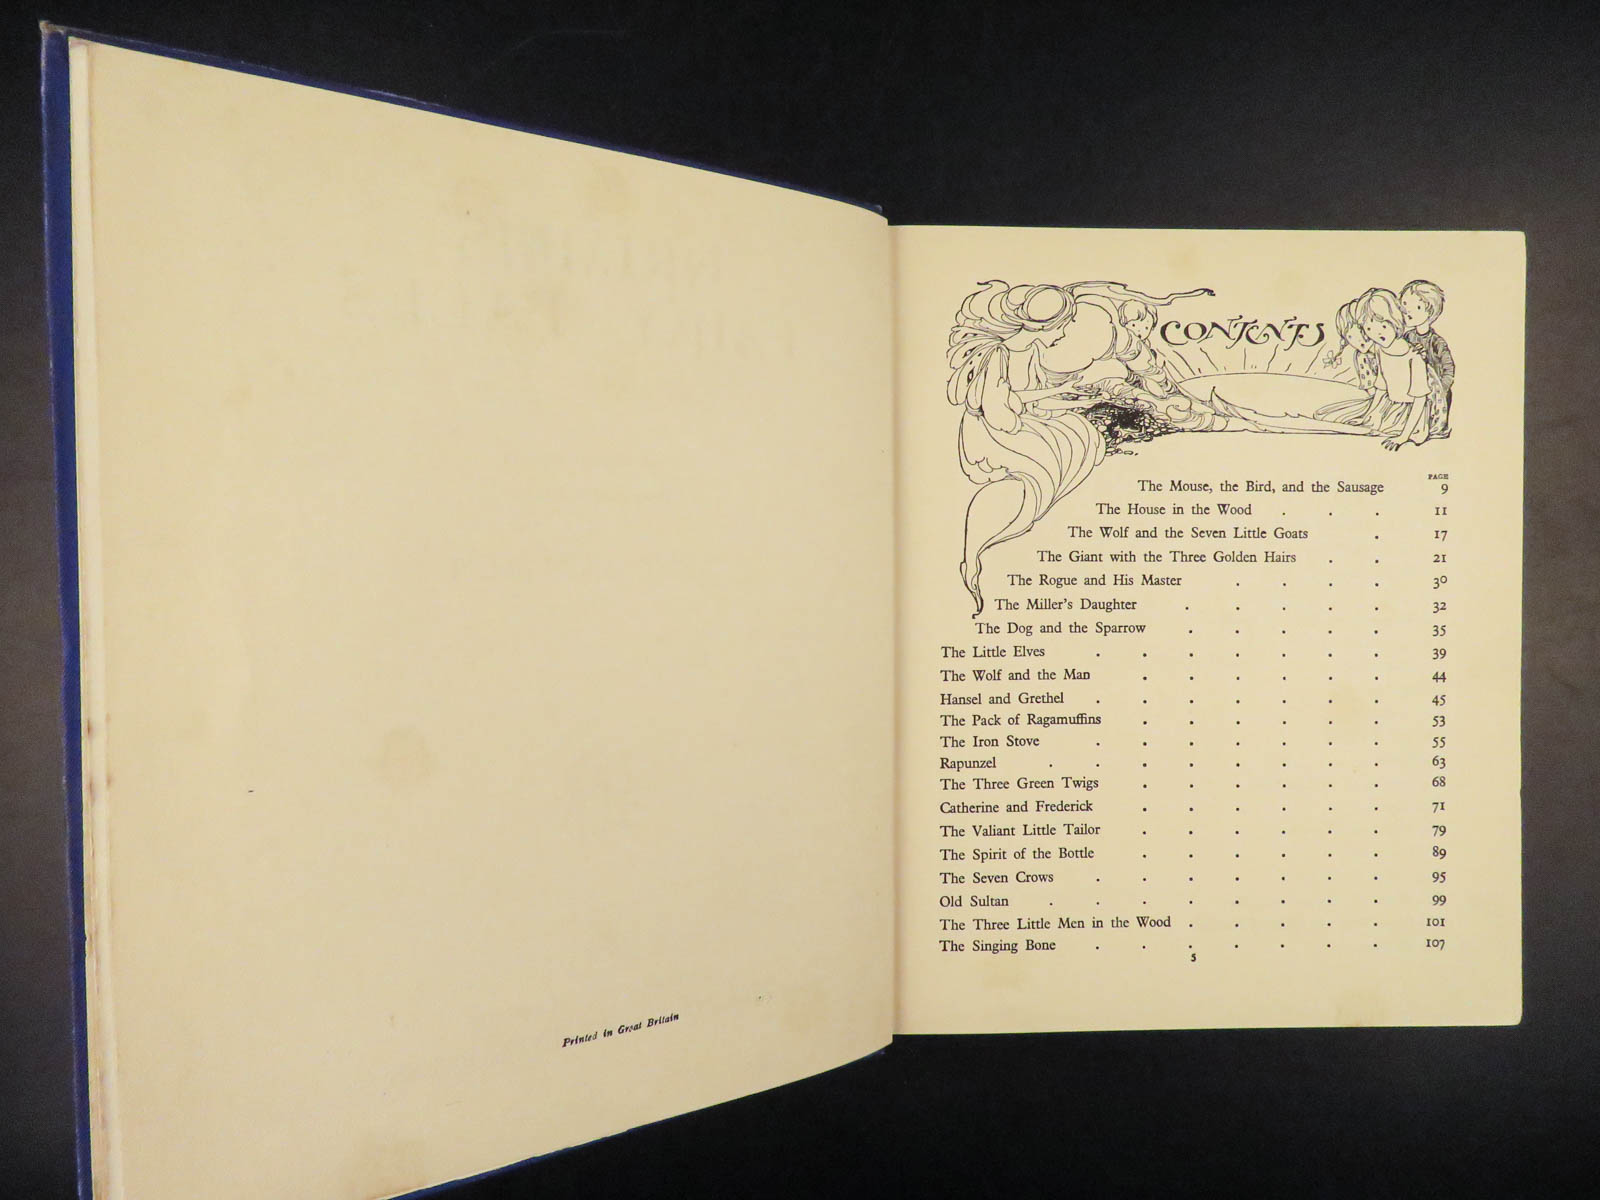 Printed in Great Britain
CONTENTS
PAGE
The Mouse, the Bird, and the Sausage 9
The House in the Wood . . . 11
The Wolf and the Seven Little Goats . 17
The Giant with the Three Golden Hairs . . 21
The Rogue and His Master . . . . 30
The Miller's Daughter . . . . . 32
The Dog and the Sparrow . . . . . 35
The Little Elves . . . . . . . 39
The Wolf and the Man . . . . . . 44
Hansel and Grethel . . . . . . . 45
The Pack of Ragamuffins . . . . . . 53
The Iron Stove . . . . . . . 55
Rapunzel . . . . . . . . 63
The Three Green Twigs . . . . . . 68
Catherine and Frederick . . . . . . 71
The Valiant Little Tailor . . . . . . 79
The Spirit of the Bottle . . . . . . 89
The Seven Crows . . . . . . . 95
Old Sultan . . . . . . . . 99
The Three Little Men in the Wood . . . . . 101
The Singing Bone . . . . . . . 107
5